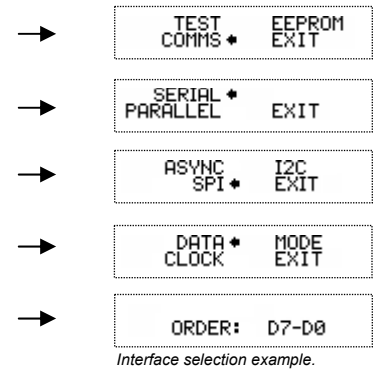 TEST EEPROM
COMMS EXIT
SERIAL
PARALLEL EXIT
ASYNC I2C
SPI EXIT
DATA MODE
CLOCK EXIT
ORDER: D7-D0
Interface selection example.